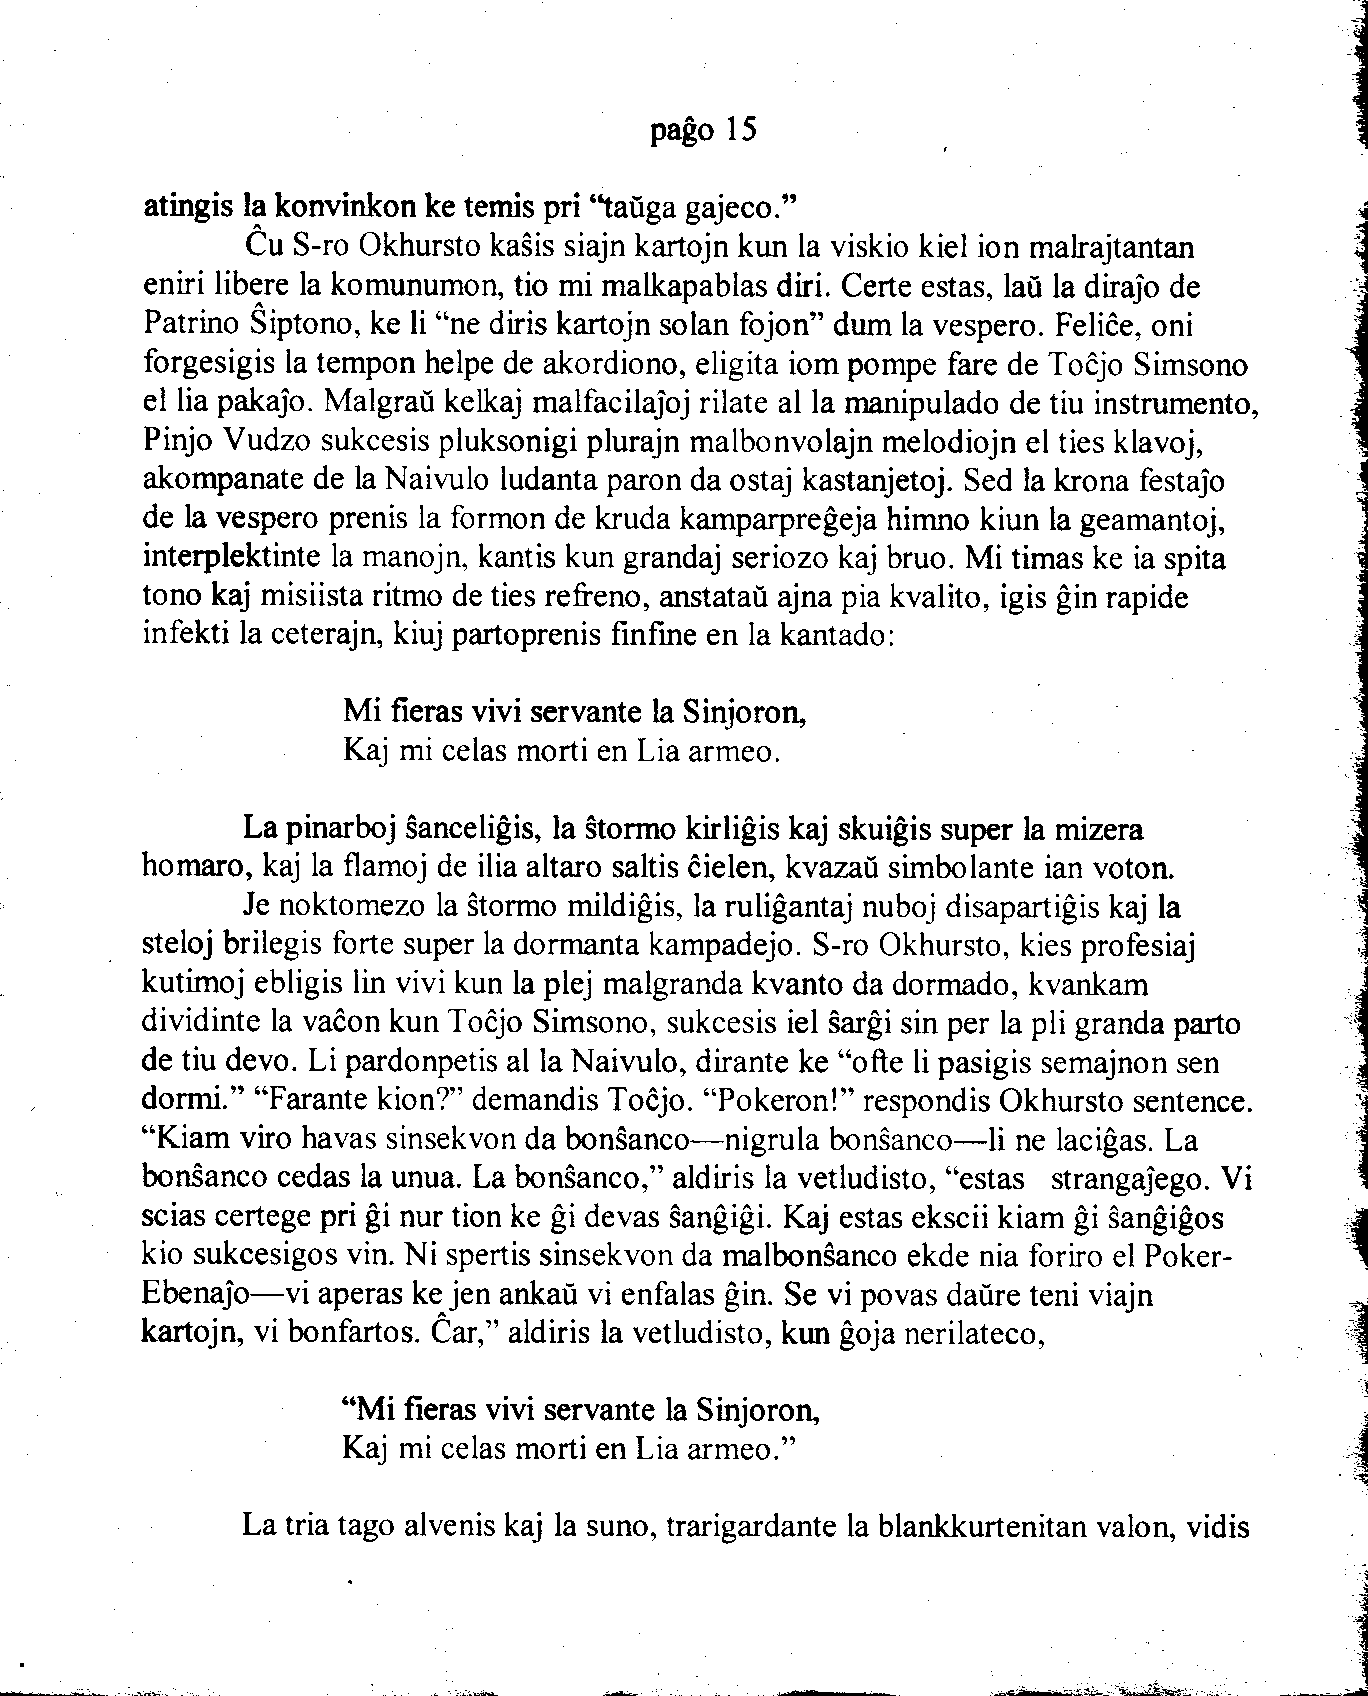 paĝo 15
atingis la konvinkon ke temis pri “taŭga gajeco.”
Ĉu S-ro Okhursto kaŝis siajn kartojn kun la viskio kiel ion malrajtantan
eniri libere la komunumon, tio mi malkapablas diri. Certe estas, laŭ la diraĵo de
Patrino Ŝiptono, ke li “ne diris kartojn solan fojon” dum la vespero. Feliĉe, oni
forgesigis la tempon helpe de akordiono, eligita iom pompe fare de Toĉjo Simsono
el lia pakaĵo. Malgraŭ kelkaj malfacilaĵoj rilate al la manipulado de tiu instrumento,
Pinjo Vudzo sukcesis pluksonigi plurajn malbonvolajn melodiojn el ties klavoj,
akompanate de la Naivulo ludanta paron da ostaj kastanjetoj. Sed la krona festaĵo
de la vespero prenis la formon de kruda kamparpreĝeja himno kiun la geamantoj,
interplektinte la manojn, kantis kun grandaj seriozo kaj bruo. Mi timas ke ia spita
tono kaj misiista ritmo de ties refreno, anstataŭ ajna pia kvalito, igis ĝin rapide
infekti la ceterajn, kiuj partoprenis finfine en la kantado:
Mi fieras vivi servante la Sinjoron,
Kaj mi celas morti en Lia armeo.
La pinarboj ŝanceliĝis, la ŝtormo kirliĝis kaj skuiĝis super la mizera
homaro, kaj la flamoj de ilia altaro saltis ĉielen, kvazaŭ simbolante ian voton.
Je noktomezo la ŝtormo mildiĝis, la ruliĝantaj nuboj disapartiĝis kaj la
steloj brilegis forte super la dormanta kampadejo. S-ro Okhursto, kies profesiaj
kutimoj ebligis lin vivi kun la plej malgranda kvanto da dormado, kvankam
dividinte la vaĉon kun Toĉjo Simsono, sukcesis iel ŝarĝi sin per la pli granda parto
de tiu devo. Li pardonpetis al la Naivulo, dirante ke “ofte li pasigis semajnon sen
dormi.” “Farante kion?” demandis Toĉjo. “Pokeron!” respondis Okhursto sentence.
“Kiam viro havas sinsekvon da bonŝanco—nigrula bonŝanco—li ne laciĝas. La
bonŝanco cedas la unua. La bonŝanco,” aldiris la vetludisto, “estas strangaĵego. Vi
scias certege pri ĝi nur tion ke ĝi devas ŝanĝiĝi. Kaj estas ekscii kiam ĝi ŝanĝiĝos
kio sukcesigos vin. Ni spertis sinsekvon da malbonŝanco ekde nia foriro el Poker-
Ebenaĵo—vi aperas ke jen ankaŭ vi enfalas ĝin. Se vi povas daŭre teni viajn
kartojn, vi bonfartos. Ĉar,” aldiris la vetludisto, kun ĝoja nerilateco,
“Mi fieras vivi servante la Sinjoron,
Kaj mi celas morti en Lia armeo.”
La tria tago alvenis kaj la suno, trarigardante la blankkurtenitan valon, vidis